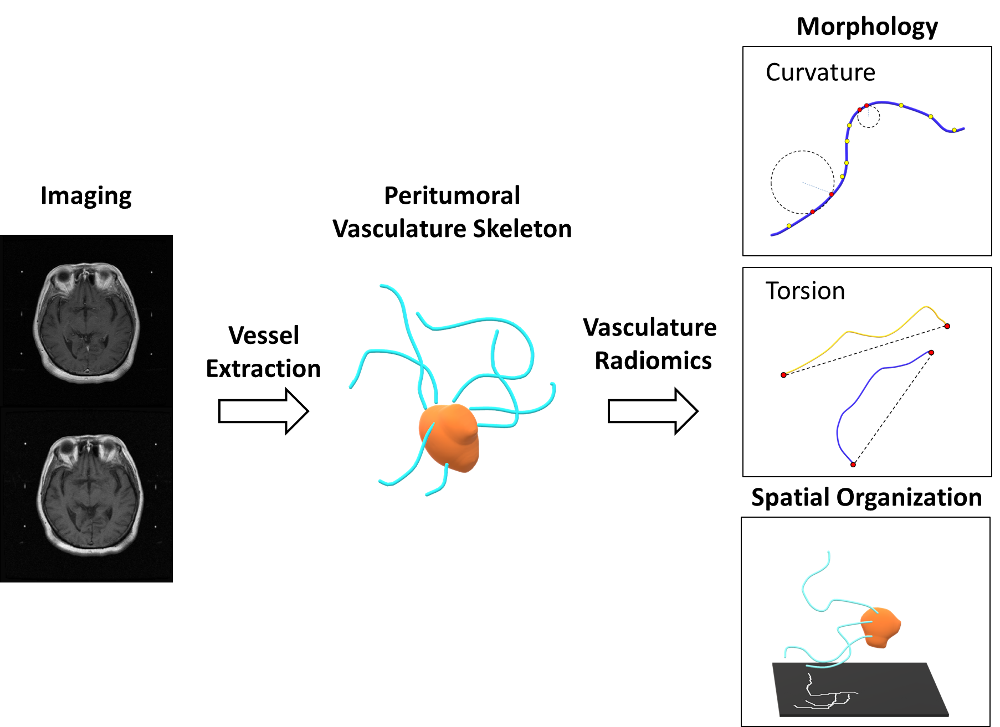 Imaging
Vessel
Extraction
Peritumoral
Vasculature Skeleton
Vasculature
Radiomics
Morphology
Curvature
Torsion
Spatial Organization